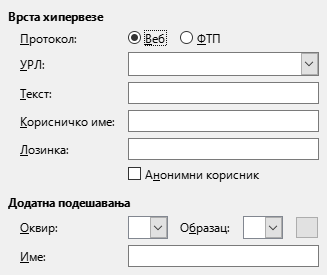 Врста хипервезе
Протокол: Веб ФТП
УРЛ:
Текст:
Корисничко име:
Лозинка:
Анонимни корисник
Додатна подешавања
Оквир: Образац:
Име: